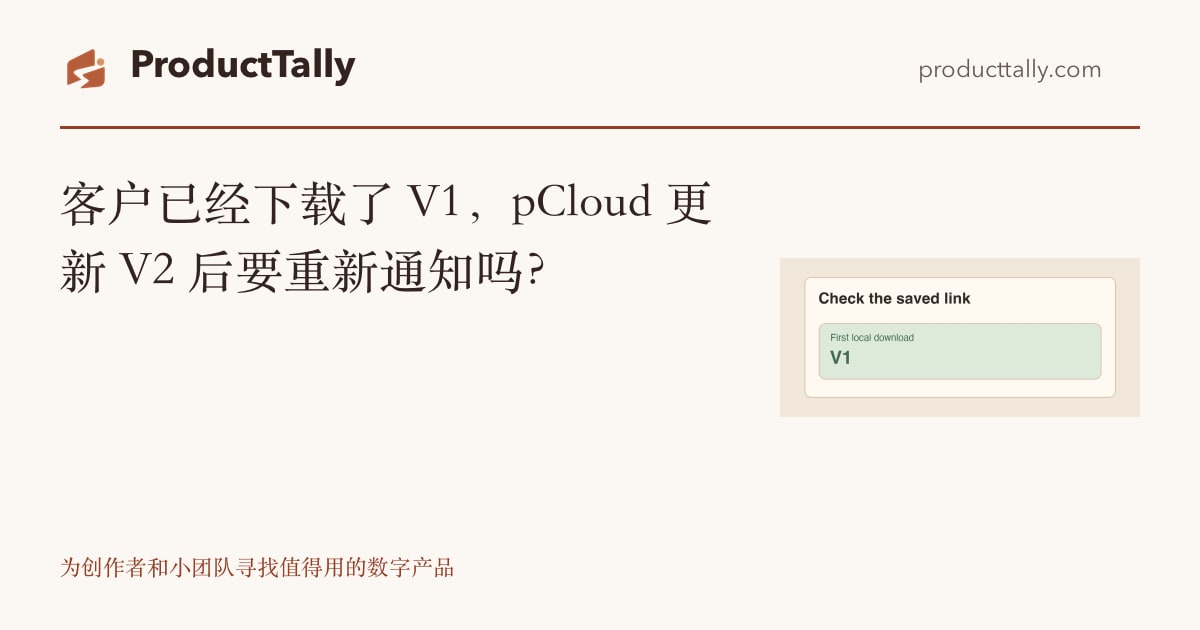 ProductTally
producttally.com
客户已经下载了 V1，pCloud 更
新 V2 后要重新通知吗？
Check the saved link
First local download
V1
为创作者和小团队寻找值得用的数字产品